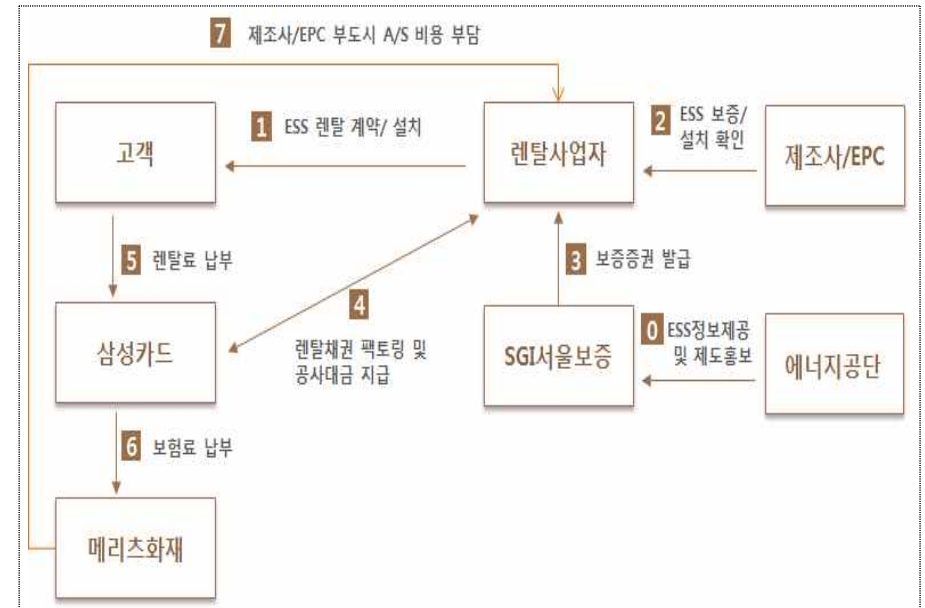 7 제조사/EPC 부도시 A/S 비용 부담
고객
1 ESS 렌탈 계약/ 설치
렌탈사업자
2 ESS 보증/
설치 확인
제조사/EPC
5 렌탈료 납부
3 보증증권 발급
4
렌탈채권 팩토링 및
공사대금 지급
삼성카드
SGI서울보증
0 ESS정보제공
및 제도홍보
에너지공단
6 보험료 납부
메리츠화재